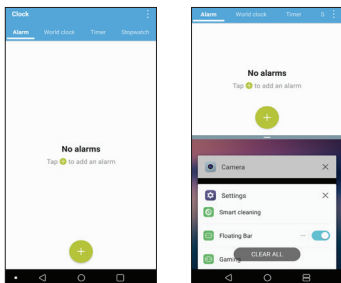 Clock
Alarm World clock Timer Stopwatch
No alarms
Tap to add an alarm
Alarm World clock Timer S
No alarms
Tap to add an alarm
Camera
Settings
Smart cleaning
Floating Bar
Gaming
CLEAR ALL